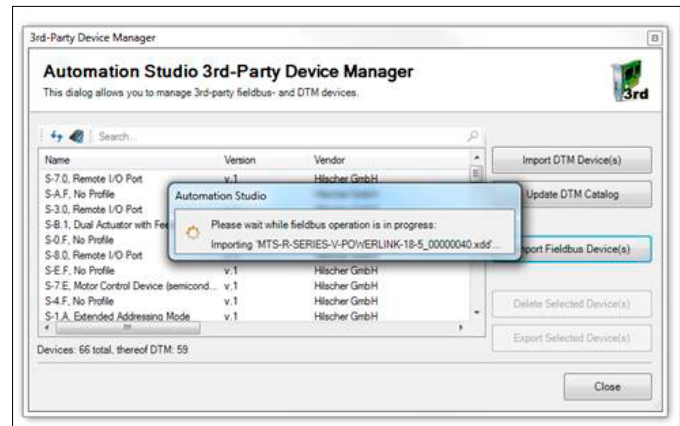 3rd-Party Device Manager
Automation Studio 3rd-Party Device Manager
This dialog allows you to manage 3rd-party fieldbus- and DTM devices.
3rd
Search...
Name Version Vendor
S-7.0, Remote I/O Port v.1 Hilscher GmbH
S-A.F, No Profile
S-3.0, Remote I/O Port
S-B.1, Dual Actuator with Fee
S-0.F, No Profile
S-8.0, Remote I/O Port
S-E.F, No Profile v.1 Hilscher GmbH
S-7.E, Motor Control Device (semicond... v.1 Hilscher GmbH
S-4.F, No Profile v.1 Hilscher GmbH
S-1.A, Extended Addressing Mode v.1 Hilscher GmbH
Devices: 66 total, thereof DTM: 59
Automation Studio
Please wait while fieldbus operation is in progress:
Importing 'MTS-R-SERIES-V-POWERLINK-18-5_00000040.xdd'...
Import DTM Device(s)
Update DTM Catalog
port Fieldbus Device(s)
Delete Selected Device(s)
Export Selected Device(s)
Close